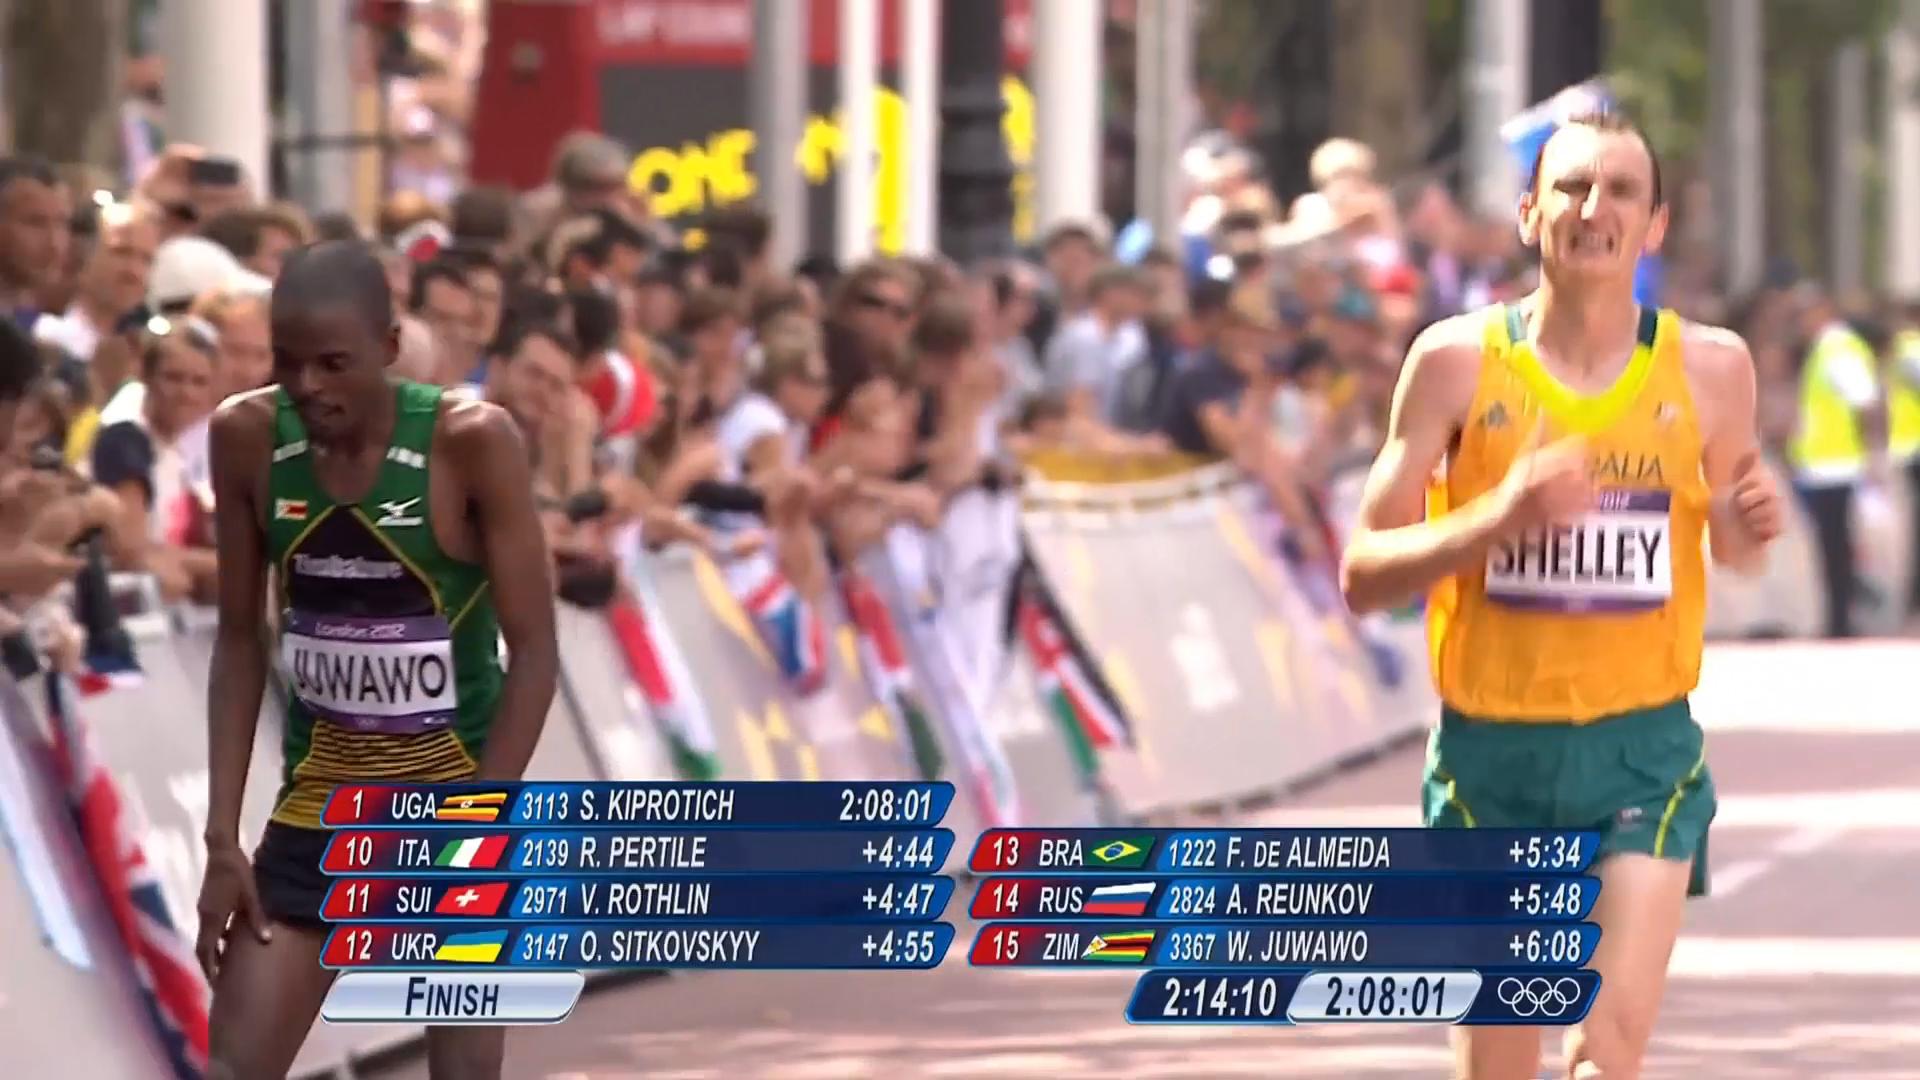 Zimbabwe
London 2012
JUWAWO
2012
SHELLEY
1 UGA 3113 S. KIPROTICH 2:08:01
10 ITA 2139 R. PERTILE +4:44
11 SUI 2971 V. ROTHLIN +4:47
12 UKR 3147 O. SITKOVSKYY +4:55
13 BRA 1222 F. DE ALMEIDA +5:34
14 RUS 2824 A. REUNKOV +5:48
15 ZIM 3367 W. JUWAWO +6:08
FINISH
2:14:10 2:08:01